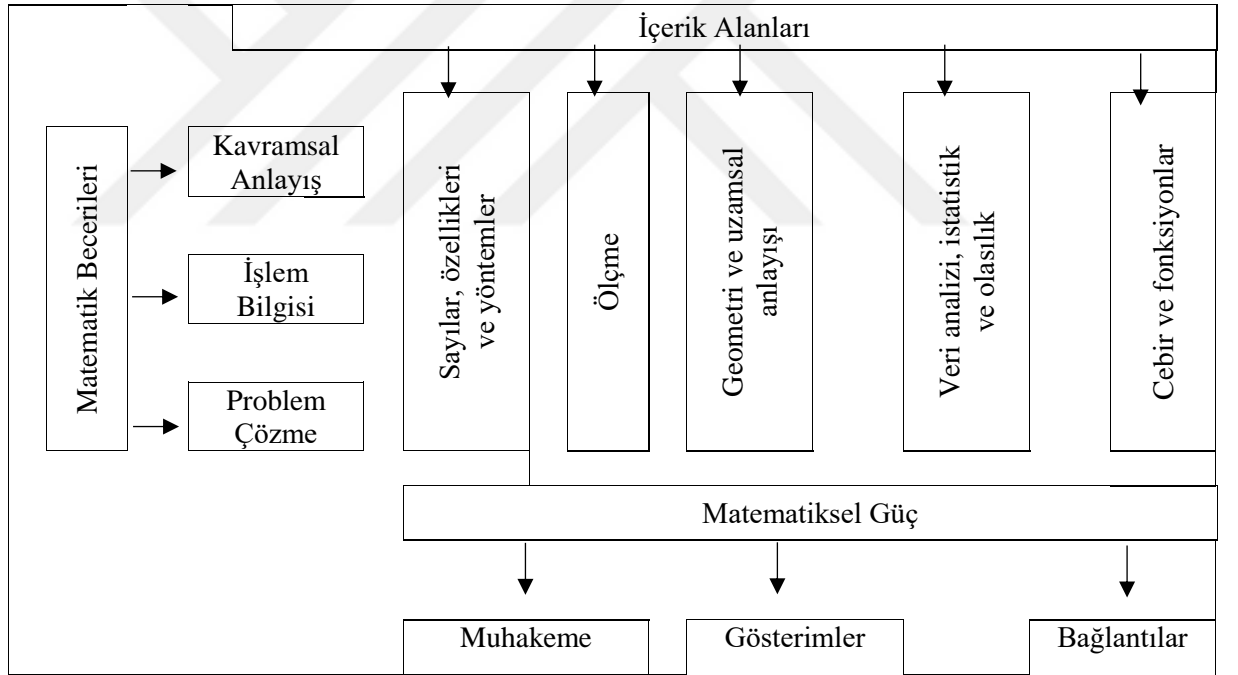 İçerik Alanları
Matematik Becerileri
Kavramsal
Anlayış
İşlem
Bilgisi
Problem
Çözme
Sayılar, özellikleri
ve yöntemler
Ölçme
Geometri ve uzamsal
anlayışı
Veri analizi, istatistik
ve olasılık
Cebir ve fonksiyonlar
Matematiksel Güç
Muhakeme
Gösterimler
Bağlantılar